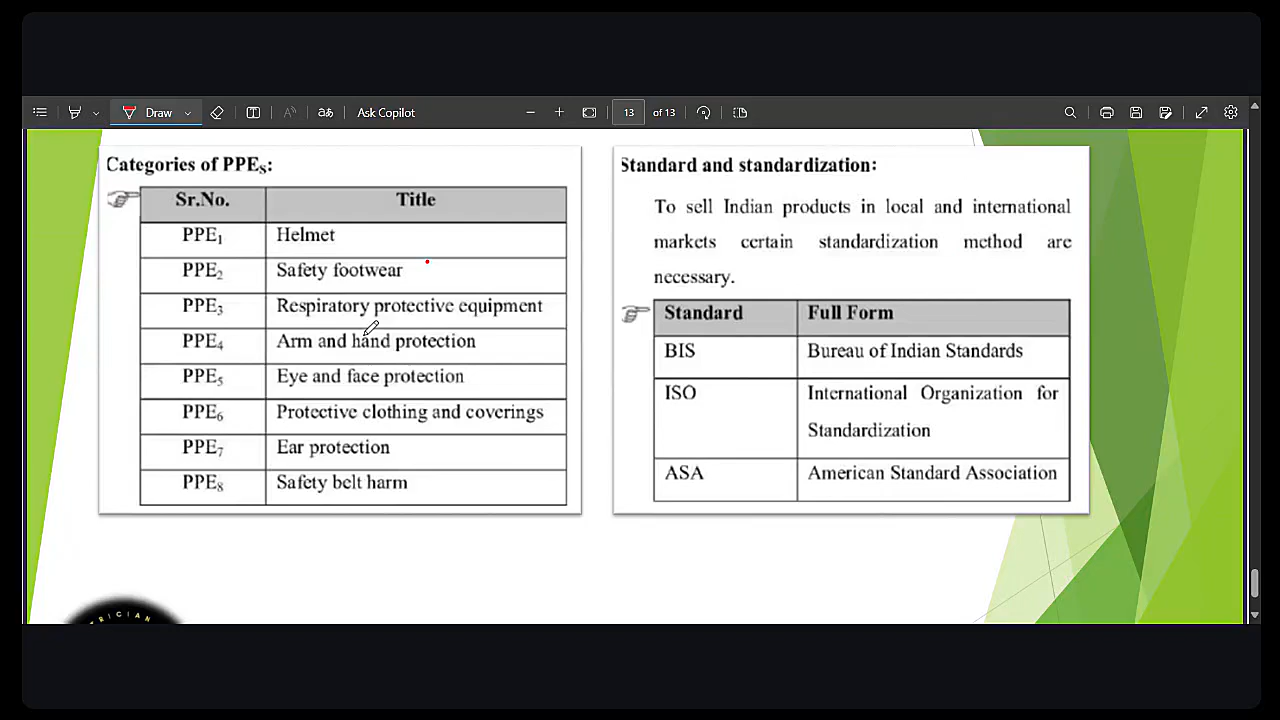 Draw
aあ
Ask Copilot
13 of 13
Categories of PPEs:
Sr.No. Title
PPE1 Helmet
PPE2 Safety footwear
PPE3 Respiratory protective equipment
PPE4 Arm and hand protection
PPE5 Eye and face protection
PPE6 Protective clothing and coverings
PPE7 Ear protection
PPE8 Safety belt harm
Standard and standardization:
To sell Indian products in local and international
markets certain standardization method are
necessary.
Standard Full Form
BIS Bureau of Indian Standards
ISO International Organization for
Standardization
ASA American Standard Association
TRICIAN